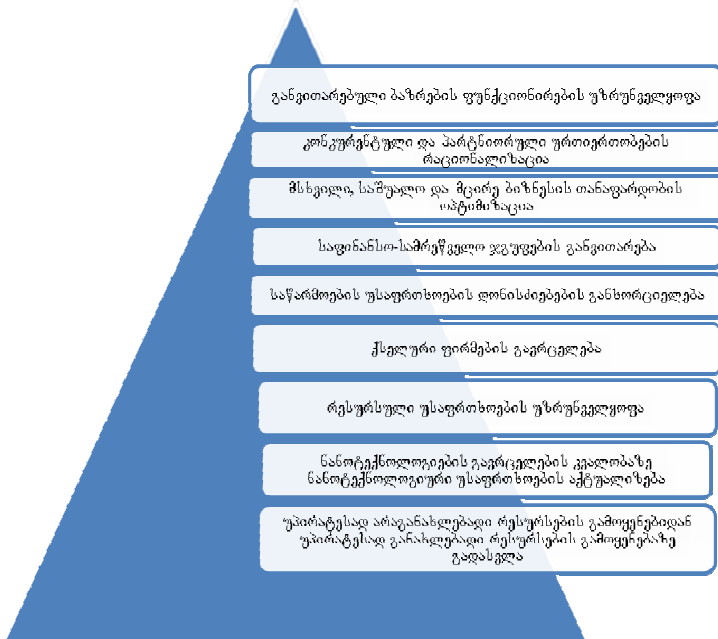 განვითარებული ბაზრების ფუნქციონირების უზრუნველყოფა
კონკურენტული და პარტნიორული ურთიერთობების
რაციონალიზაცია
მსხვილი, საშუალო და მცირე ბიზნესის თანაფარდობის
ოპტიმიზაცია
საფინანსო-სამრეწველო ჯგუფების განვითარება
საწარმოების უსაფრთხოების ღონისძიებების განხორციელება
ქსელური ფირმების გავრცელება
რესურსული უსაფრთხოების უზრუნველყოფა
ნანოტექნოლოგიების გავრცელების კვალობაზე
ნანოტექნოლოგიური უსაფრთხოების აქტუალიზება
უპირატესად არაგანახლებადი რესურსების გამოყენებიდან
უპირატესად განახლებადი რესურსების გამოყენებაზე
გადასვლა